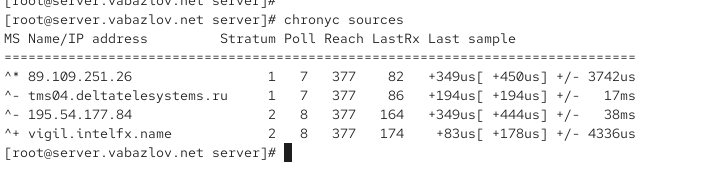 [root@server.vabazlov.net server]#
[root@server.vabazlov.net server]# chronyc sources
MS Name/IP address         Stratum Poll Reach LastRx Last sample
===============================================================================
^* 89.109.251.26                 1   7   377    82   +349us[ +450us] +/- 3742us
^- tms04.deltatelesystems.ru     1   7   377    86   +194us[ +194us] +/-   17ms
^- 195.54.177.84                 2   8   377   164   +349us[ +444us] +/-   38ms
^+ vigil.intelfx.name            2   8   377   174    +83us[ +178us] +/- 4336us
[root@server.vabazlov.net server]#